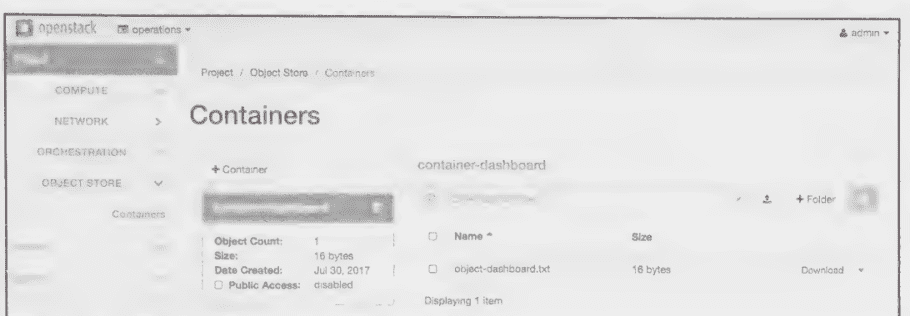 openstack operations
admin
Project / Object Store / Containers
COMPUTE
NETWORK >
ORCHESTRATION
OBJECT STORE
Containers
Containers
+ Container
Object Count: 1
Size: 16 bytes
Date Created: Jul 30, 2017
Public Access: disabled
container-dashboard
+ Folder
Name Size
object-dashboard.txt 16 bytes Download
Displaying 1 item